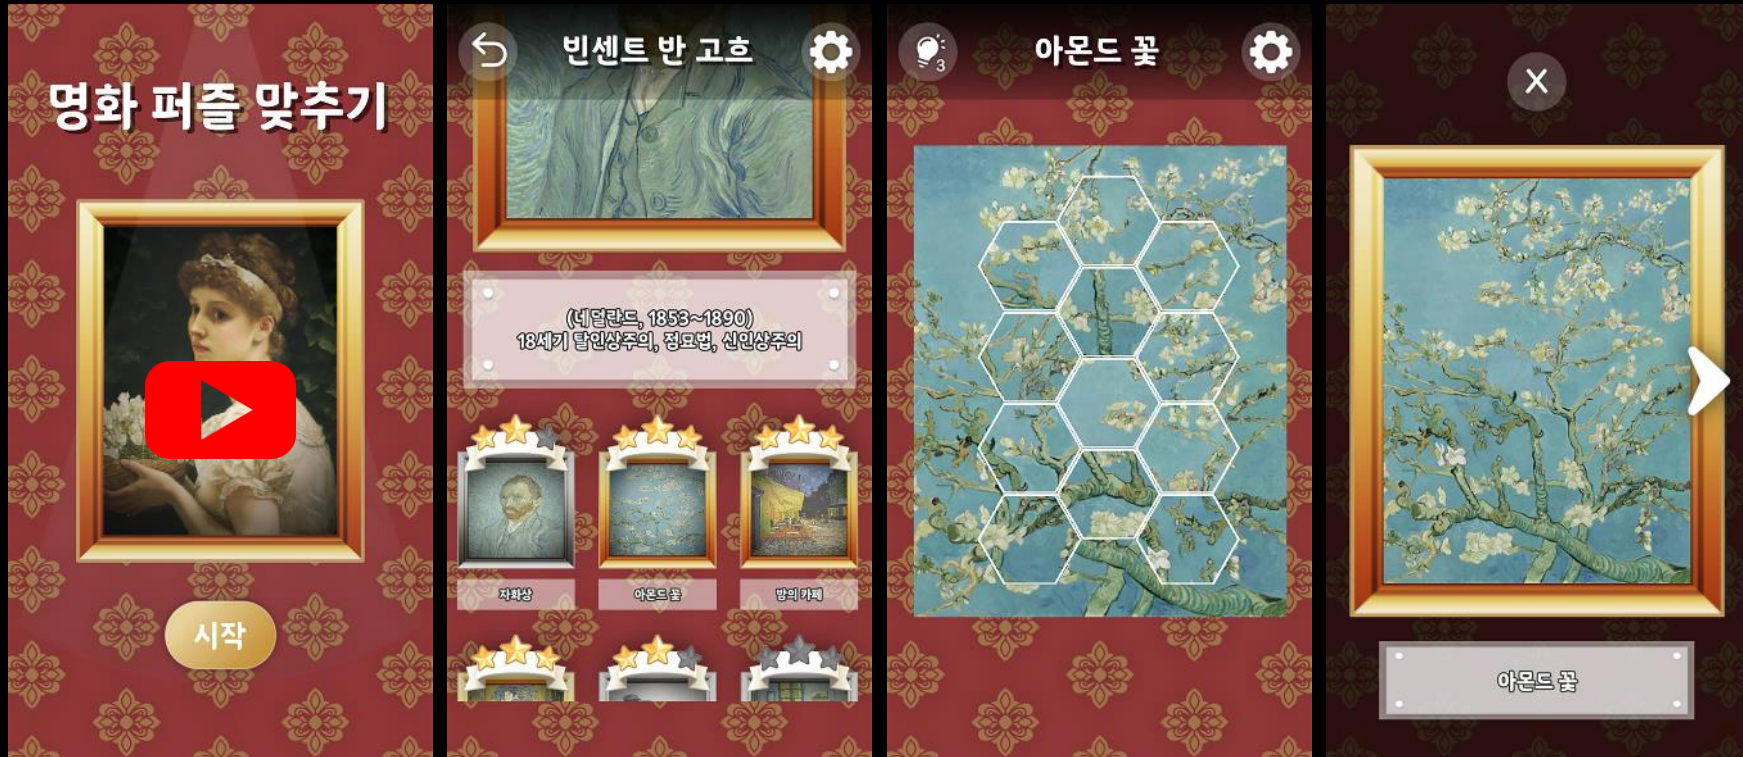 명화 퍼즐 맞추기
시작
빈센트 반 고흐
(네덜란드, 1853~1890)
18세기 탈인상주의, 점묘법, 신인상주의
자화상
아몬드 꽃
밤의 카페
3
아몬드 꽃
X
아몬드 꽃